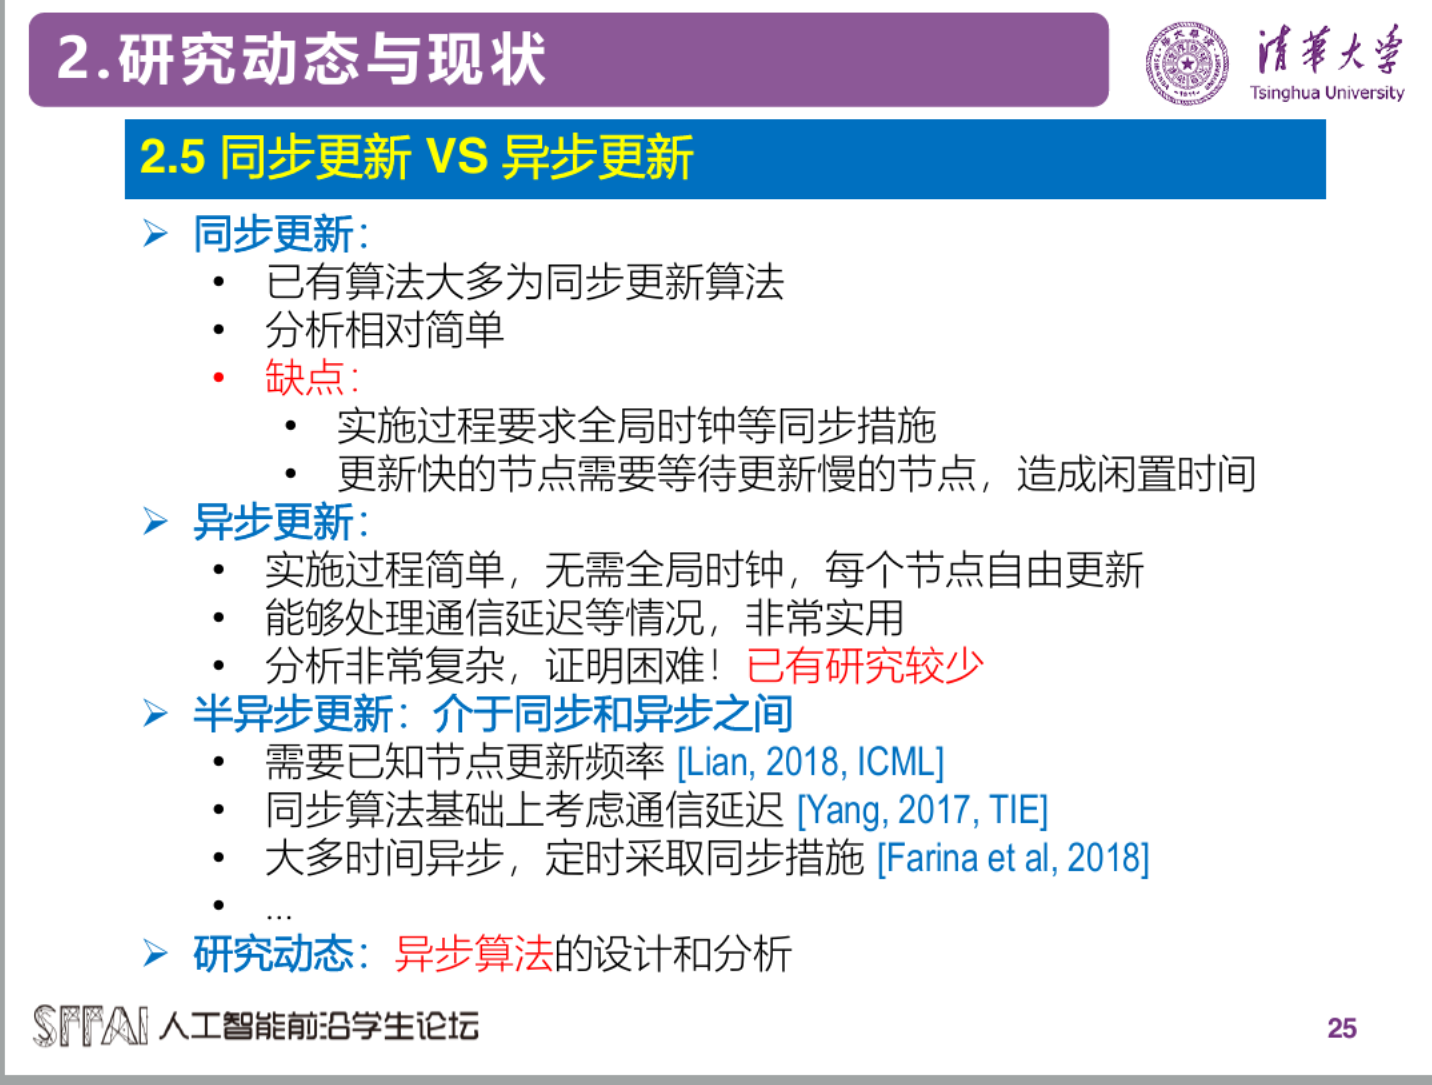 2.研究动态与现状
清华大学
Tsinghua University
2.5 同步更新 VS 异步更新
➢ 同步更新：
• 已有算法大多为同步更新算法
• 分析相对简单
• 缺点：
• 实施过程要求全局时钟等同步措施
• 更新快的节点需要等待更新慢的节点，造成闲置时间
➢ 异步更新：
• 实施过程简单，无需全局时钟，每个节点自由更新
• 能够处理通信延迟等情况，非常实用
• 分析非常复杂，证明困难！已有研究较少
➢ 半异步更新：介于同步和异步之间
• 需要已知节点更新频率 [Lian, 2018, ICML]
• 同步算法基础上考虑通信延迟 [Yang, 2017, TIE]
• 大多时间异步，定时采取同步措施 [Farina et al, 2018]
• ...
➢ 研究动态：异步算法的设计和分析
SFFAI 人工智能前沿学生论坛
25